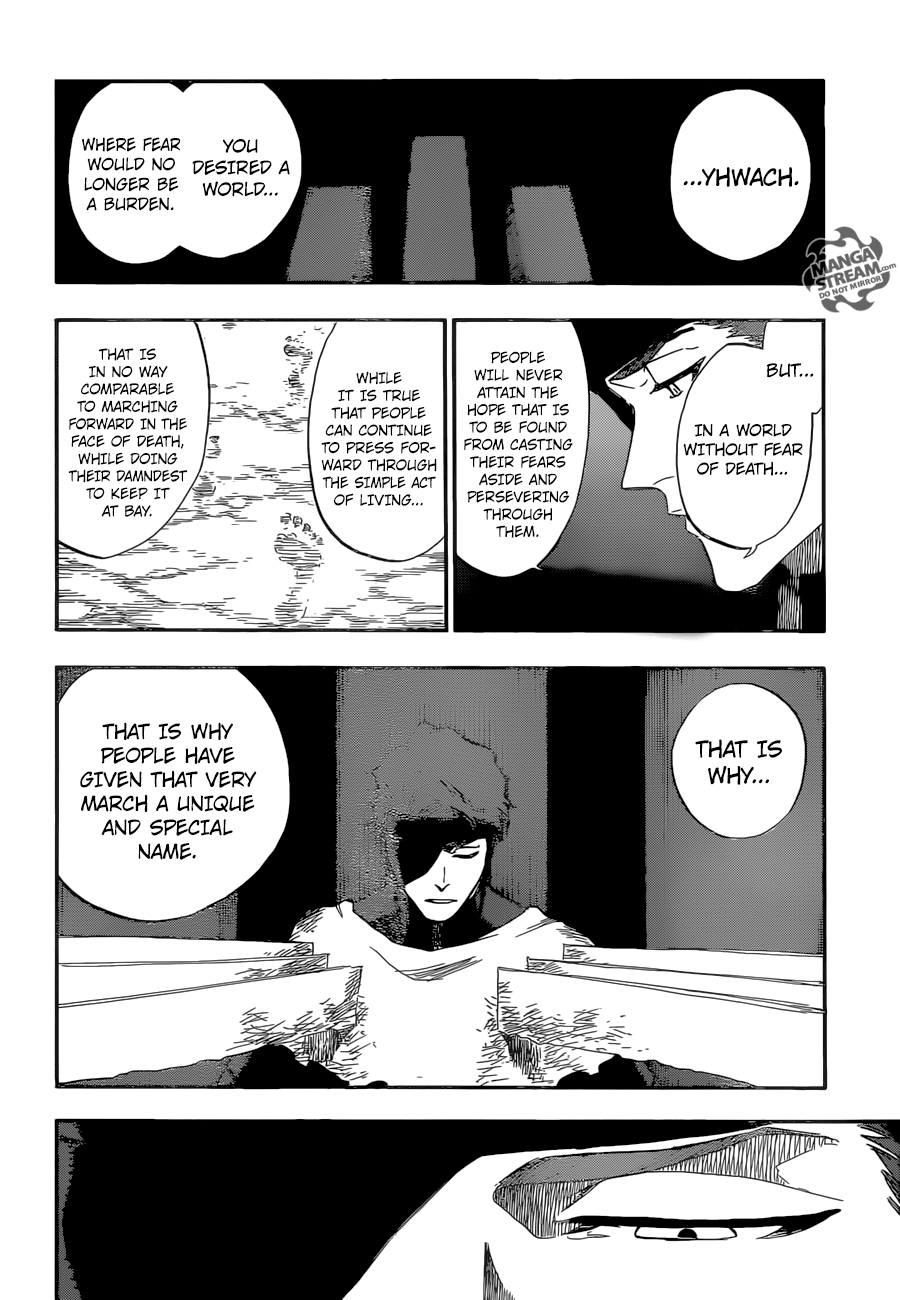 ...YHWACH.
YOU
DESIRED A
WORLD...
WHERE FEAR
WOULD NO
LONGER BE
A BURDEN.
MANGA
STREAM.com
DO NOT MIRROR
BUT...
IN A WORLD
WITHOUT FEAR
OF DEATH...
PEOPLE
WILL NEVER
ATTAIN THE
HOPE THAT IS
TO BE FOUND
FROM CASTING
THEIR FEARS
ASIDE AND
PERSEVERING
THROUGH
THEM.
WHILE
IT IS TRUE
THAT PEOPLE
CAN CONTINUE
TO PRESS FOR-
WARD THROUGH
THE SIMPLE ACT
OF LIVING...
THAT IS
IN NO WAY
COMPARABLE
TO MARCHING
FORWARD IN THE
FACE OF DEATH,
WHILE DOING
THEIR DAMNDEST
TO KEEP IT
AT BAY.
THAT IS
WHY...
THAT IS WHY
PEOPLE HAVE
GIVEN THAT VERY
MARCH A UNIQUE
AND SPECIAL
NAME.